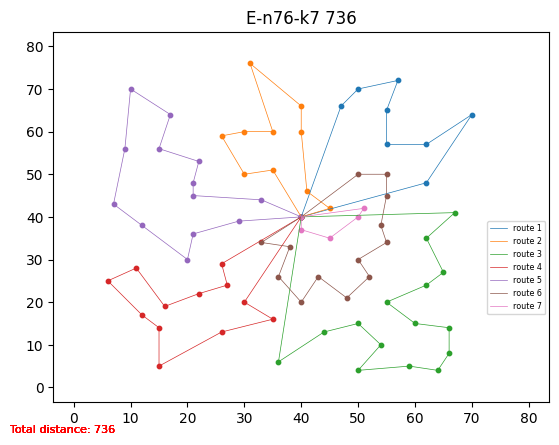 E-n76-k7 736
80
70
60
50
40
30
20
10
0
route 1
route 2
route 3
route 4
route 5
route 6
route 7
0 10 20 30 40 50 60 70 80
Total distance: 736